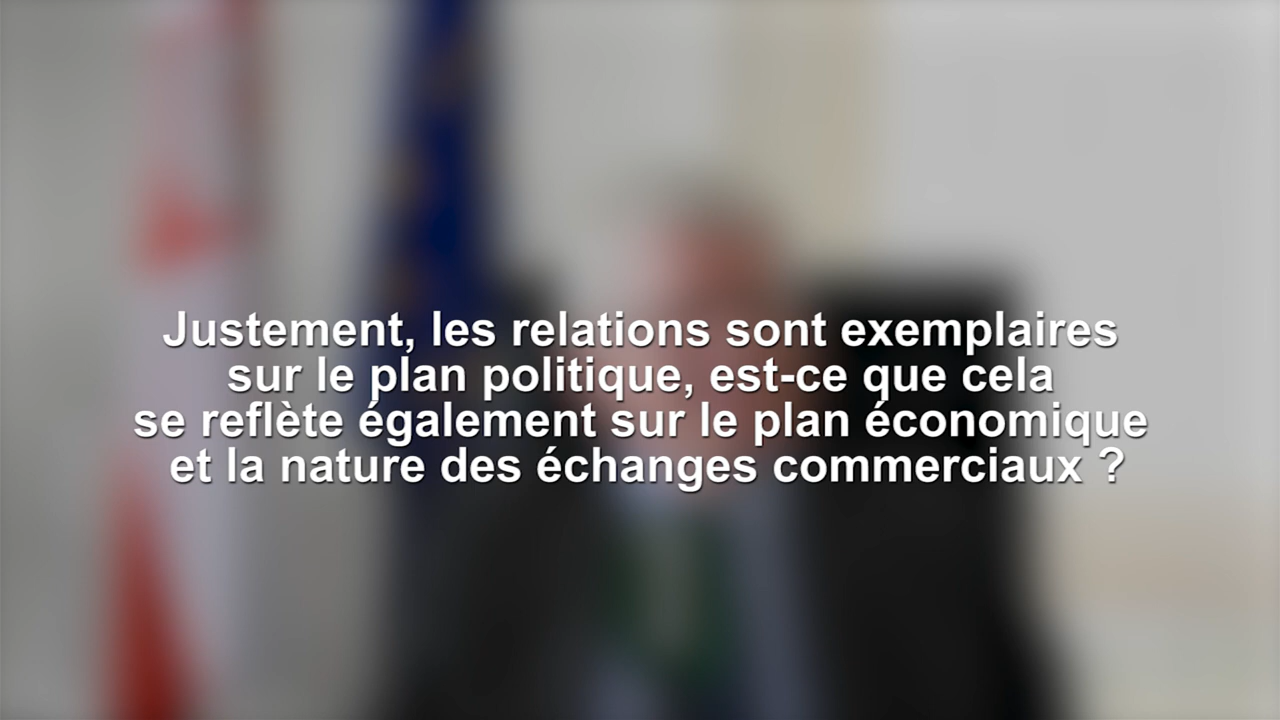 Justement, les relations sont exemplaires
sur le plan politique, est-ce que cela
se reflète également sur le plan économique
et la nature des échanges commerciaux ?